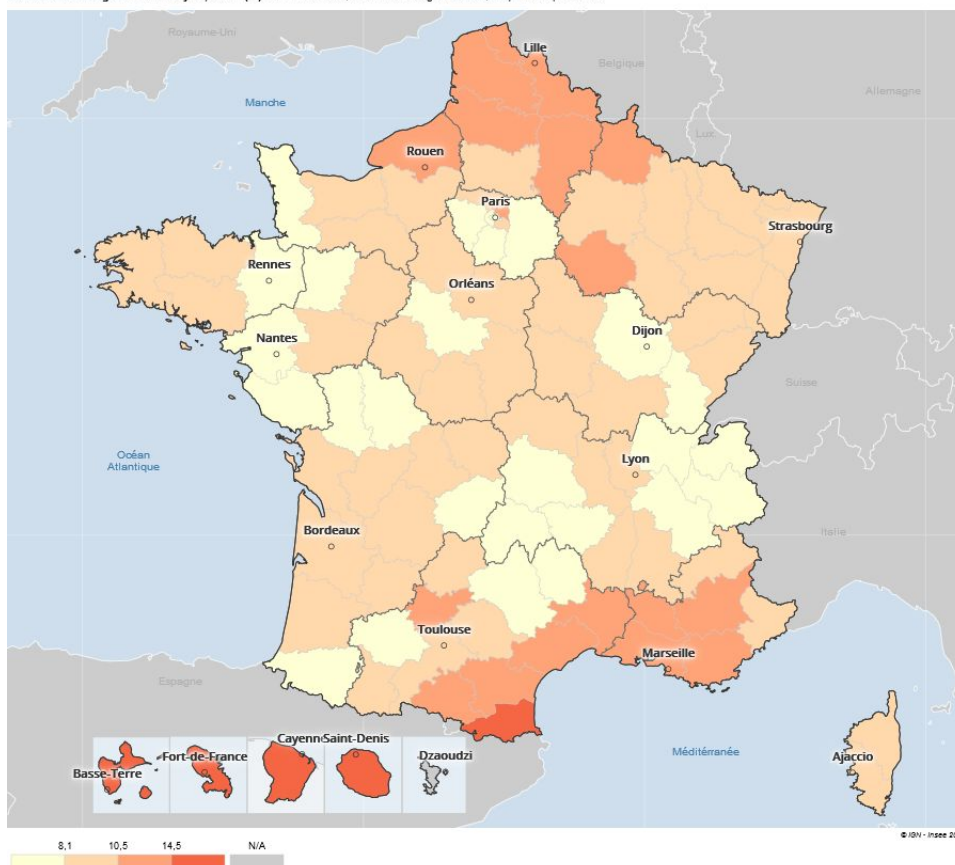 Royaume-Uni
Lille
Belgique
Allemagne
Manche
Lux.
Rouen
Paris
Strasbourg
Rennes
Orléans
Nantes
Dijon
Suisse
Océan
Atlantique
Lyon
Bordeaux
Italie
Toulouse
Marseille
Espagne
Cayenne
Saint-Denis
Fort-de-France
Dzaoudzi
Méditerranée
Ajaccio
Basse-Terre
© IGN - Insee 20
8,1 10,5 14,5 N/A